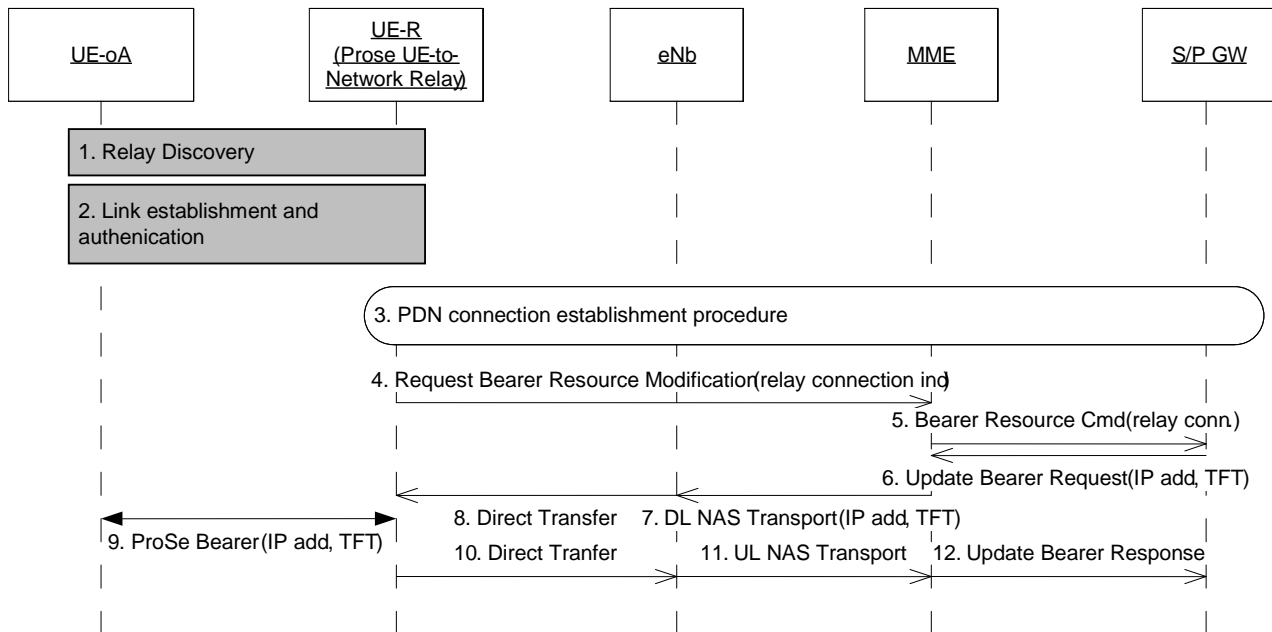 UE-oA
UE-R
(Prose UE-to-
Network Relay)
eNb
MME
S/P GW
1. Relay Discovery
2. Link establishment and
authenication
3. PDN connection establishment procedure
4. Request Bearer Resource Modification(relay connection ind)
5. Bearer Resource Cmd(relay conn.)
6. Update Bearer Request(IP add, TFT)
8. Direct Transfer
7. DL NAS Transport(IP add, TFT)
9. ProSe Bearer(IP add, TFT)
10. Direct Tranfer
11. UL NAS Transport
12. Update Bearer Response